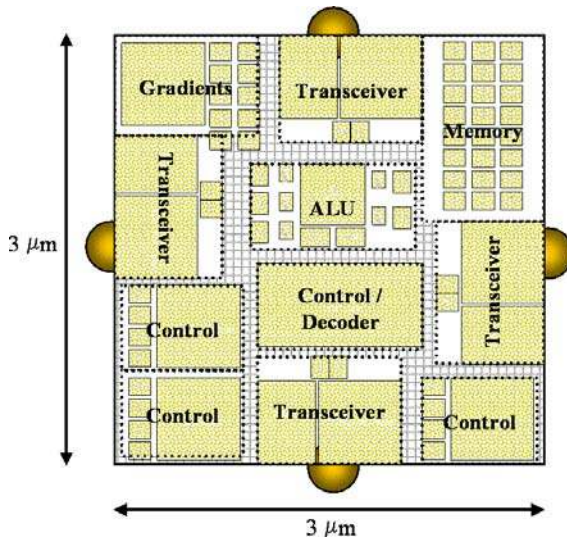 Gradients
Transceiver
Memory
Transceiver
ALU
3 μm
Transceiver
Control /
Decoder
Control
Control
Transceiver
Control
3 μm